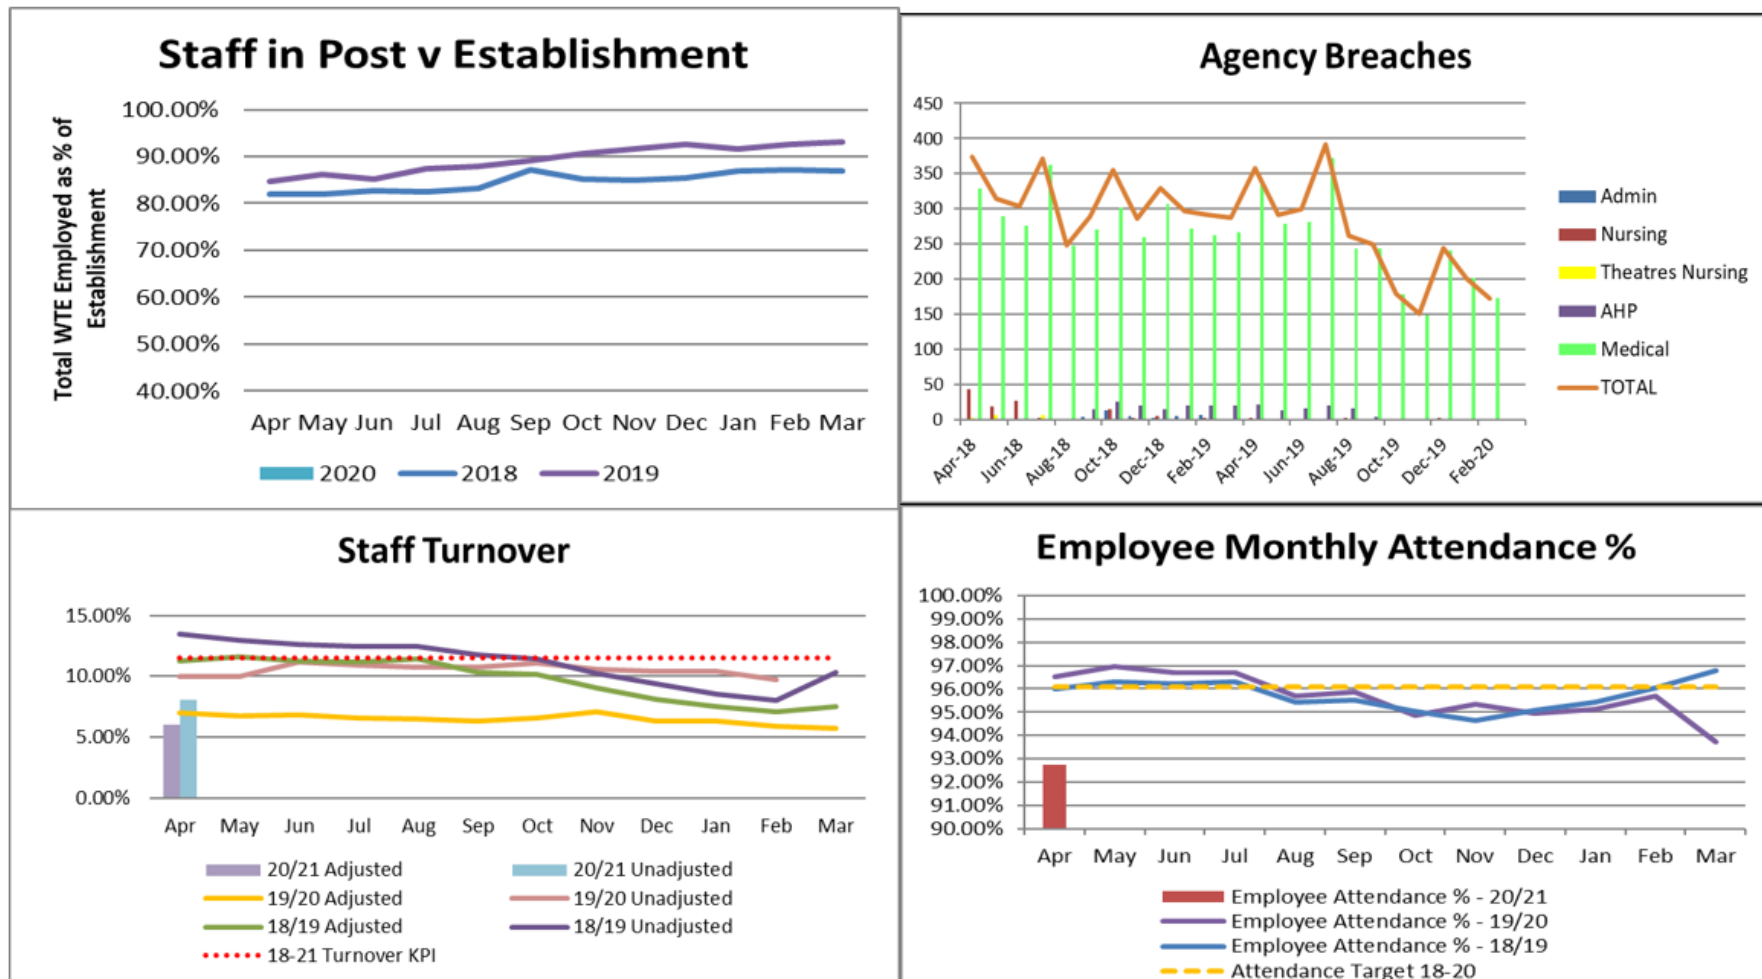 Staff in Post v Establishment
Total WTE Employed as % of
Establishment
100.00%
90.00%
80.00%
70.00%
60.00%
50.00%
40.00%
Apr May Jun Jul Aug Sep Oct Nov Dec Jan Feb Mar
2020 2018 2019
Agency Breaches
450
400
350
300
250
200
150
100
50
0
Apr-18 Jun-18 Aug-18 Oct-18 Dec-18 Feb-19 Apr-19 Jun-19 Aug-19 Oct-19 Dec-19 Feb-20
Admin
Nursing
Theatres Nursing
AHP
Medical
TOTAL
Staff Turnover
15.00%
10.00%
5.00%
0.00%
Apr May Jun Jul Aug Sep Oct Nov Dec Jan Feb Mar
20/21 Adjusted 20/21 Unadjusted
19/20 Adjusted 19/20 Unadjusted
18/19 Adjusted 18/19 Unadjusted
18-21 Turnover KPI
Employee Monthly Attendance %
100.00%
99.00%
98.00%
97.00%
96.00%
95.00%
94.00%
93.00%
92.00%
91.00%
90.00%
Apr May Jun Jul Aug Sep Oct Nov Dec Jan Feb Mar
Employee Attendance % - 20/21
Employee Attendance % - 19/20
Employee Attendance % - 18/19
Attendance Target 18-20